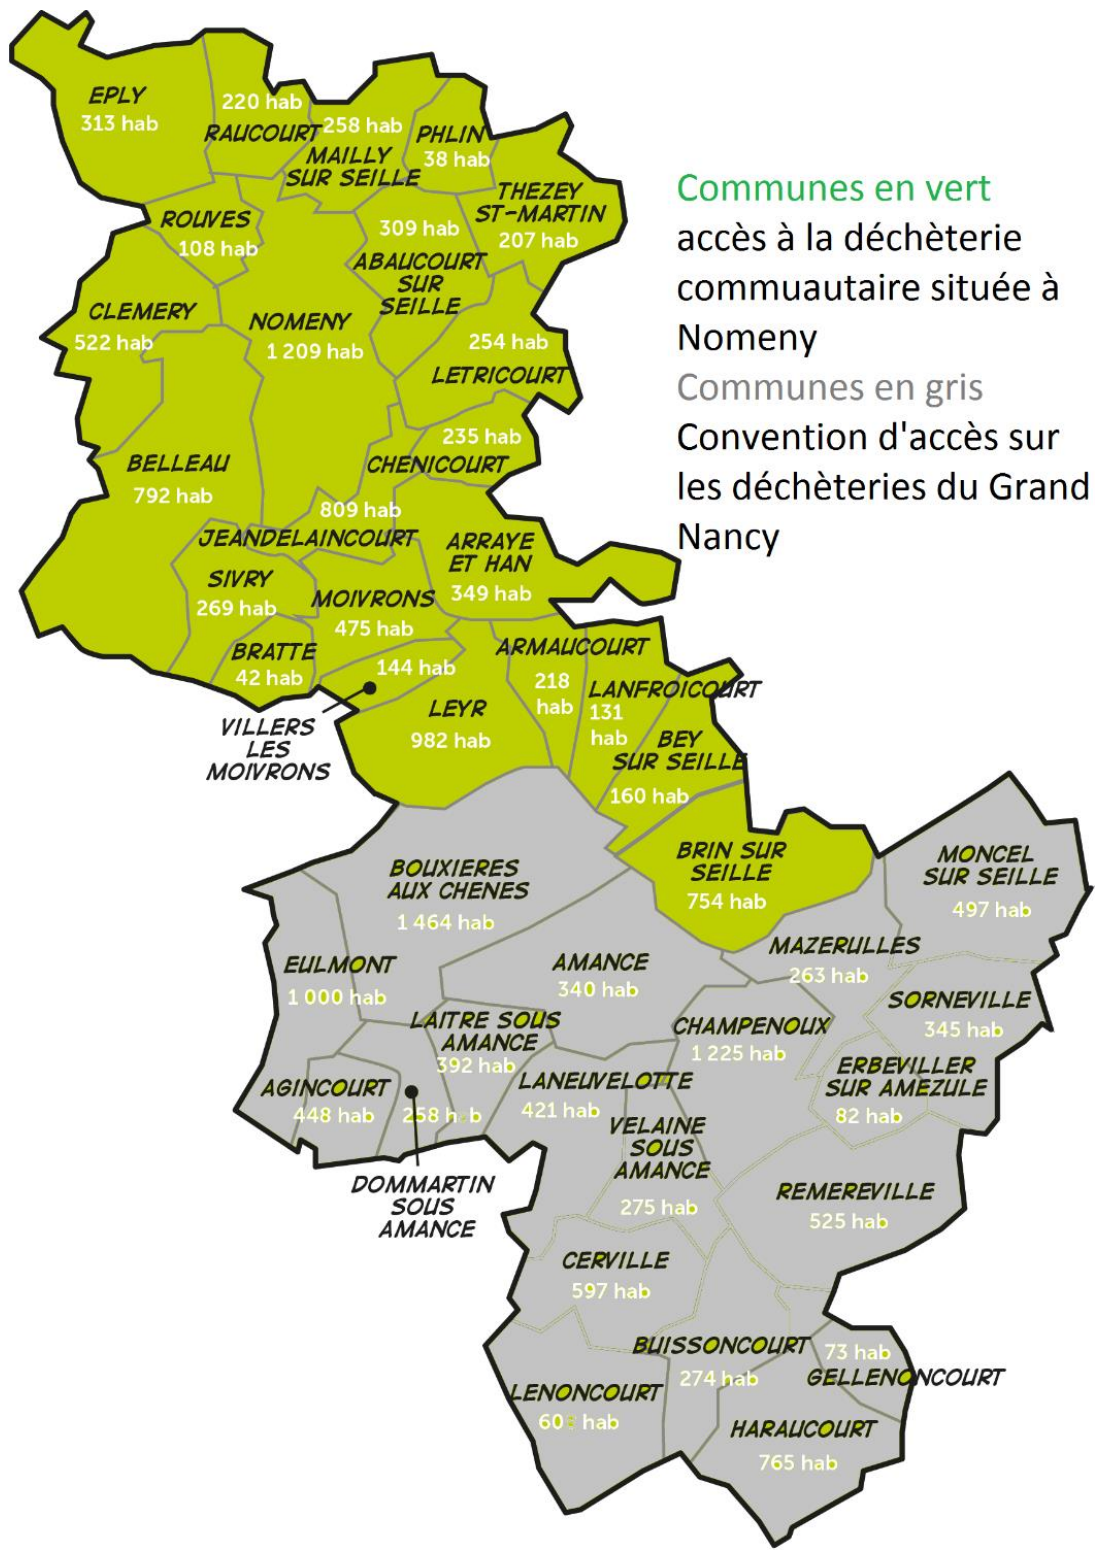 EPLY
313 hab
220 hab
RAUCOURT
258 hab
MAILLY
SUR SEILLE
PHLIN
38 hab
THEZEY
ST-MARTIN
207 hab
ROUVES
108 hab
309 hab
ABAUCOURT
SUR
SEILLE
CLEMERY
522 hab
NOMENY
1 209 hab
254 hab
LETRICOURT
235 hab
CHENICOURT
BELLEAU
792 hab
809 hab
JEANDELAINCOURT
ARRAYE
ET HAN
349 hab
SIVRY
269 hab
MOIVRONS
475 hab
BRATTE
42 hab
144 hab
VILLERS
LES
MOIVRONS
LEYR
982 hab
ARMAUCOURT
218
hab
LANFROICOURT
131
hab
BEY
SUR SEILLE
160 hab
BRIN SUR
SEILLE
754 hab
Communes en vert
accès à la déchèterie
commuautaire située à
Nomeny
Communes en gris
Convention d'accès sur
les déchèteries du Grand
Nancy
BOUXIERES
AUX CHENES
1 464 hab
MONCEL
SUR SEILLE
497 hab
EULMONT
1 000 hab
AMANCE
340 hab
MAZERULLES
263 hab
SORNEVILLE
345 hab
LAITRE SOUS
AMANCE
392 hab
CHAMPENOUX
1 225 hab
ERBEVILLER
SUR AMEZULE
82 hab
AGINCOURT
448 hab
LANEUVELOTTE
421 hab
DOMMARTIN
SOUS
AMANCE
VELAINE
SOUS
AMANCE
275 hab
REMEREVILLE
525 hab
CERVILLE
597 hab
BUISSONCOURT
274 hab
73 hab
GELLENONCOURT
LENONCOURT
hab
HARAUCOURT
765 hab